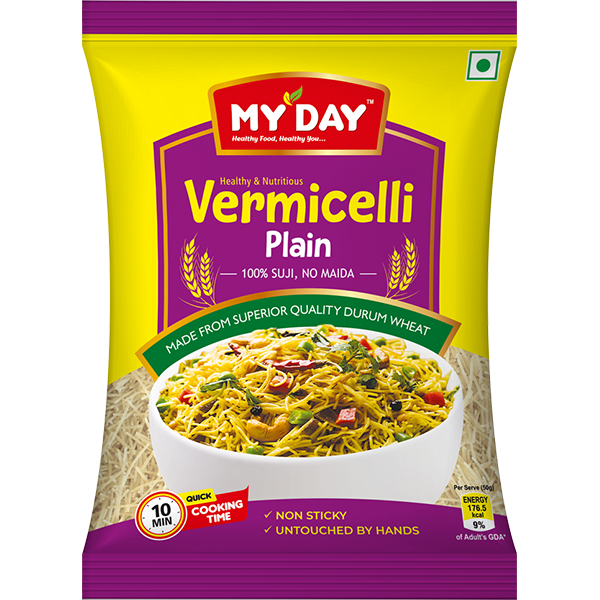 MY DAY™
Healthy Food, Healthy You...
Healthy & Nutritious
Vermicelli
Plain
100% SUJI, NO MAIDA
MADE FROM SUPERIOR QUALITY DURUM WHEAT
10
MIN
QUICK
COOKING
TIME
✓ NON STICKY
✓ UNTOUCHED BY HANDS
Per Serve (50g)
ENERGY
176.5
kcal
9%
of Adult's GDA*